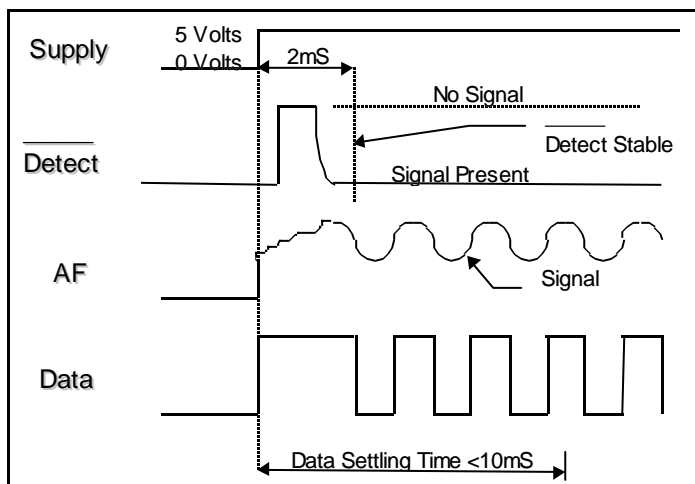 5 Volts
Supply
0 Volts
2mS
No Signal
Detect
Detect Stable
Signal Present
AF
Signal
Data
Data Settling Time <10mS